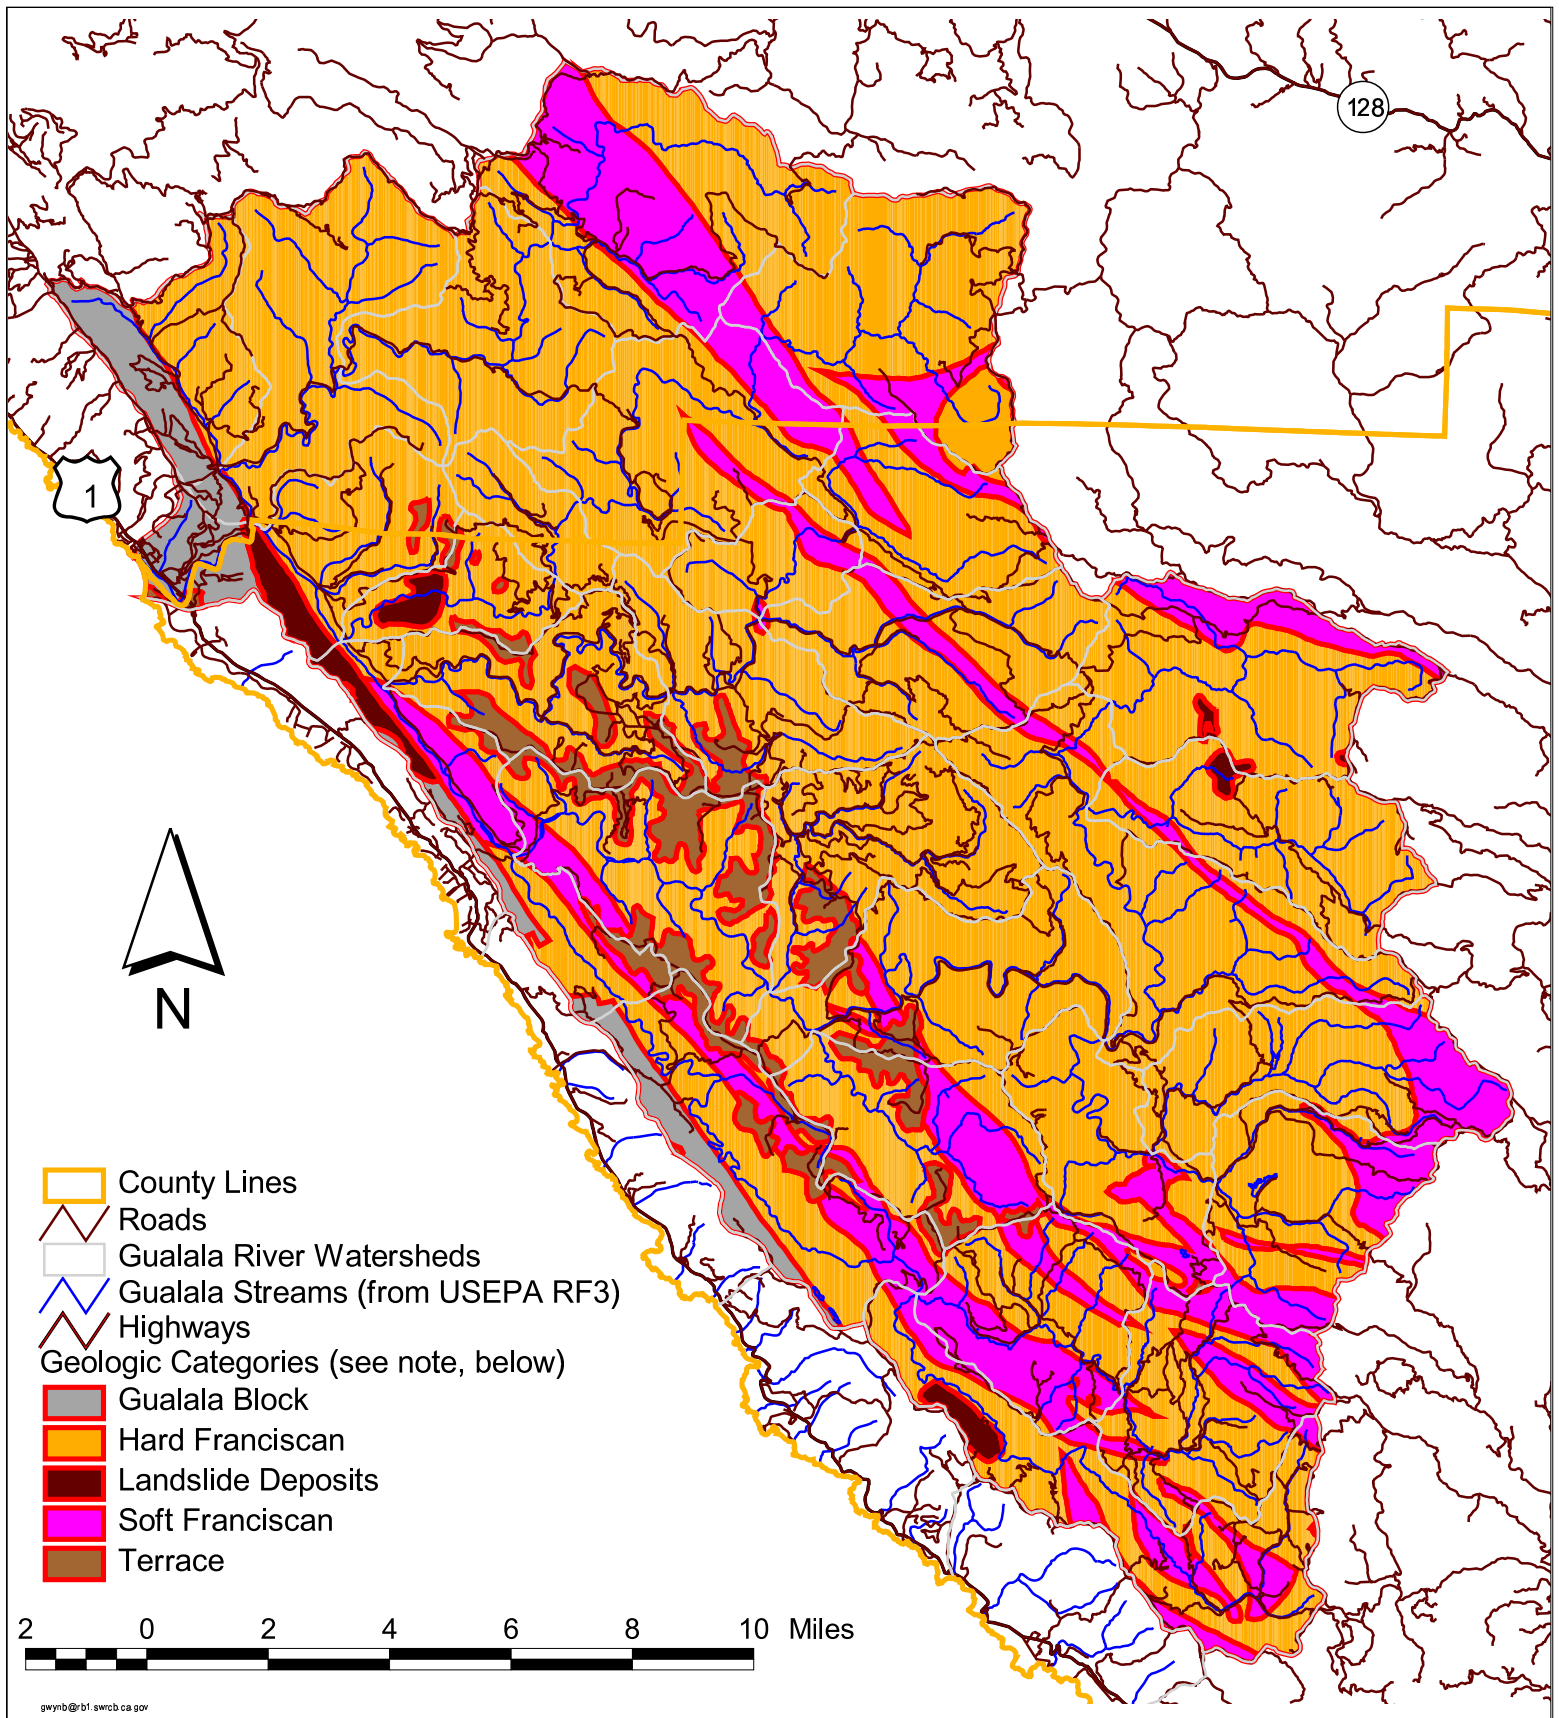 128
1
N
County Lines
Roads
Gualala River Watersheds
Gualala Streams (from USEPA RF3)
Highways
Geologic Categories (see note, below)
Gualala Block
Hard Franciscan
Landslide Deposits
Soft Franciscan
Terrace
2 0 2 4 6 8 10 Miles
gwynb@rb1.swrcb.ca.gov